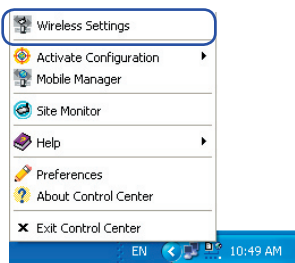 Wireless Settings
Activate Configuration
Mobile Manager
Site Monitor
Help
Preferences
About Control Center
Exit Control Center
EN 10:49 AM